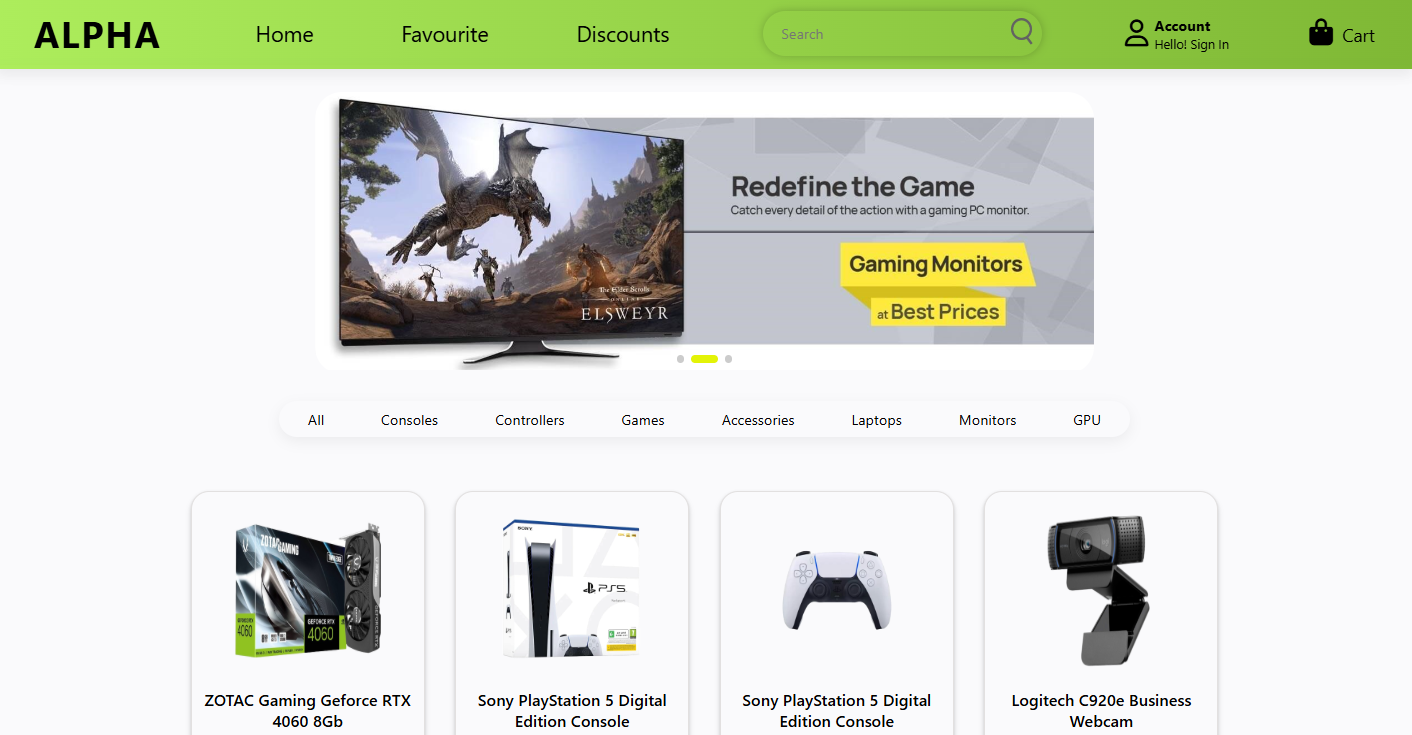 ALPHA
Home
Favourite
Discounts
Search
Account
Hello! Sign In
Cart
Redefine the Game
Catch every detail of the action with a gaming PC monitor.
Gaming Monitors
at Best Prices
The Elder Scrolls
ONLINE
ELSWEYR
All
Consoles
Controllers
Games
Accessories
Laptops
Monitors
GPU
ZOTAC GAMING
GEFORCE RTX
4060
4060
SONY
PS5
ZOTAC Gaming Geforce RTX
4060 8Gb
Sony PlayStation 5 Digital
Edition Console
Sony PlayStation 5 Digital
Edition Console
Logitech C920e Business
Webcam